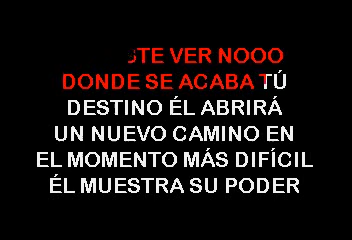 STE VER NOOO
DONDE SE ACABA TÚ
DESTINO ÉL ABRIRÁ
UN NUEVO CAMINO EN
EL MOMENTO MÁS DIFÍCIL
ÉL MUESTRA SU PODER